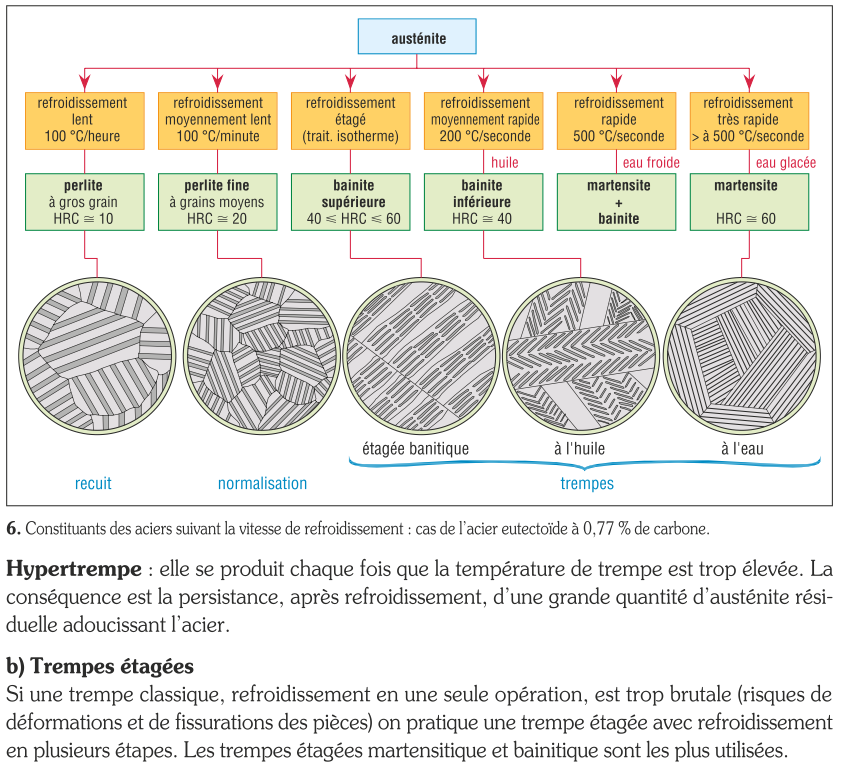 austénite
refroidissement
lent
100 °C/heure
refroidissement
moyennement lent
100 °C/minute
refroidissement
étagé
(trait. isotherme)
refroidissement
moyennement rapide
200 °C/seconde
refroidissement
rapide
500 °C/seconde
refroidissement
très rapide
> à 500 °C/seconde
huile
eau froide
eau glacée
perlite
à gros grain
HRC ≅ 10
perlite fine
à grains moyens
HRC ≅ 20
bainite
supérieure
40 ⩽ HRC ⩽ 60
bainite
inférieure
HRC ≅ 40
martensite
+
bainite
martensite
HRC ≅ 60
étagée banitique
à l'huile
à l'eau
recuit
normalisation
trempes
6. Constituants des aciers suivant la vitesse de refroidissement : cas de l'acier eutectoïde à 0,77 % de carbone.
Hypertrempe : elle se produit chaque fois que la température de trempe est trop élevée. La
conséquence est la persistance, après refroidissement, d'une grande quantité d'austénite rési-
duelle adoucissant l'acier.
b) Trempes étagées
Si une trempe classique, refroidissement en une seule opération, est trop brutale (risques de
déformations et de fissurations des pièces) on pratique une trempe étagée avec refroidissement
en plusieurs étapes. Les trempes étagées martensitique et bainitique sont les plus utilisées.